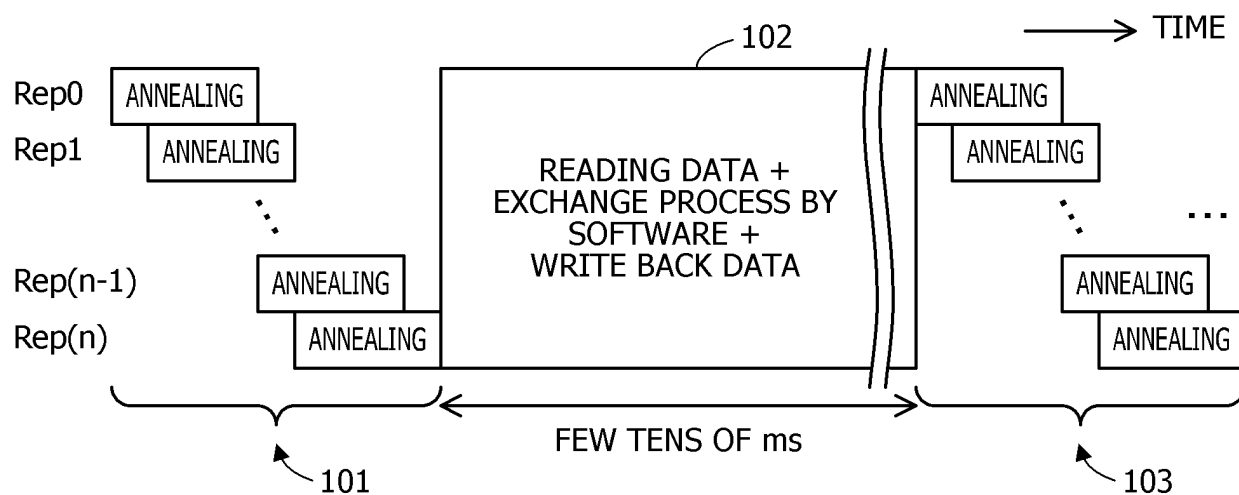 102
TIME
Rep0
ANNEALING
ANNEALING
Rep1
ANNEALING
ANNEALING
READING DATA +
EXCHANGE PROCESS BY
SOFTWARE +
WRITE BACK DATA
...
Rep(n-1)
ANNEALING
ANNEALING
Rep(n)
ANNEALING
ANNEALING
FEW TENS OF ms
101
103